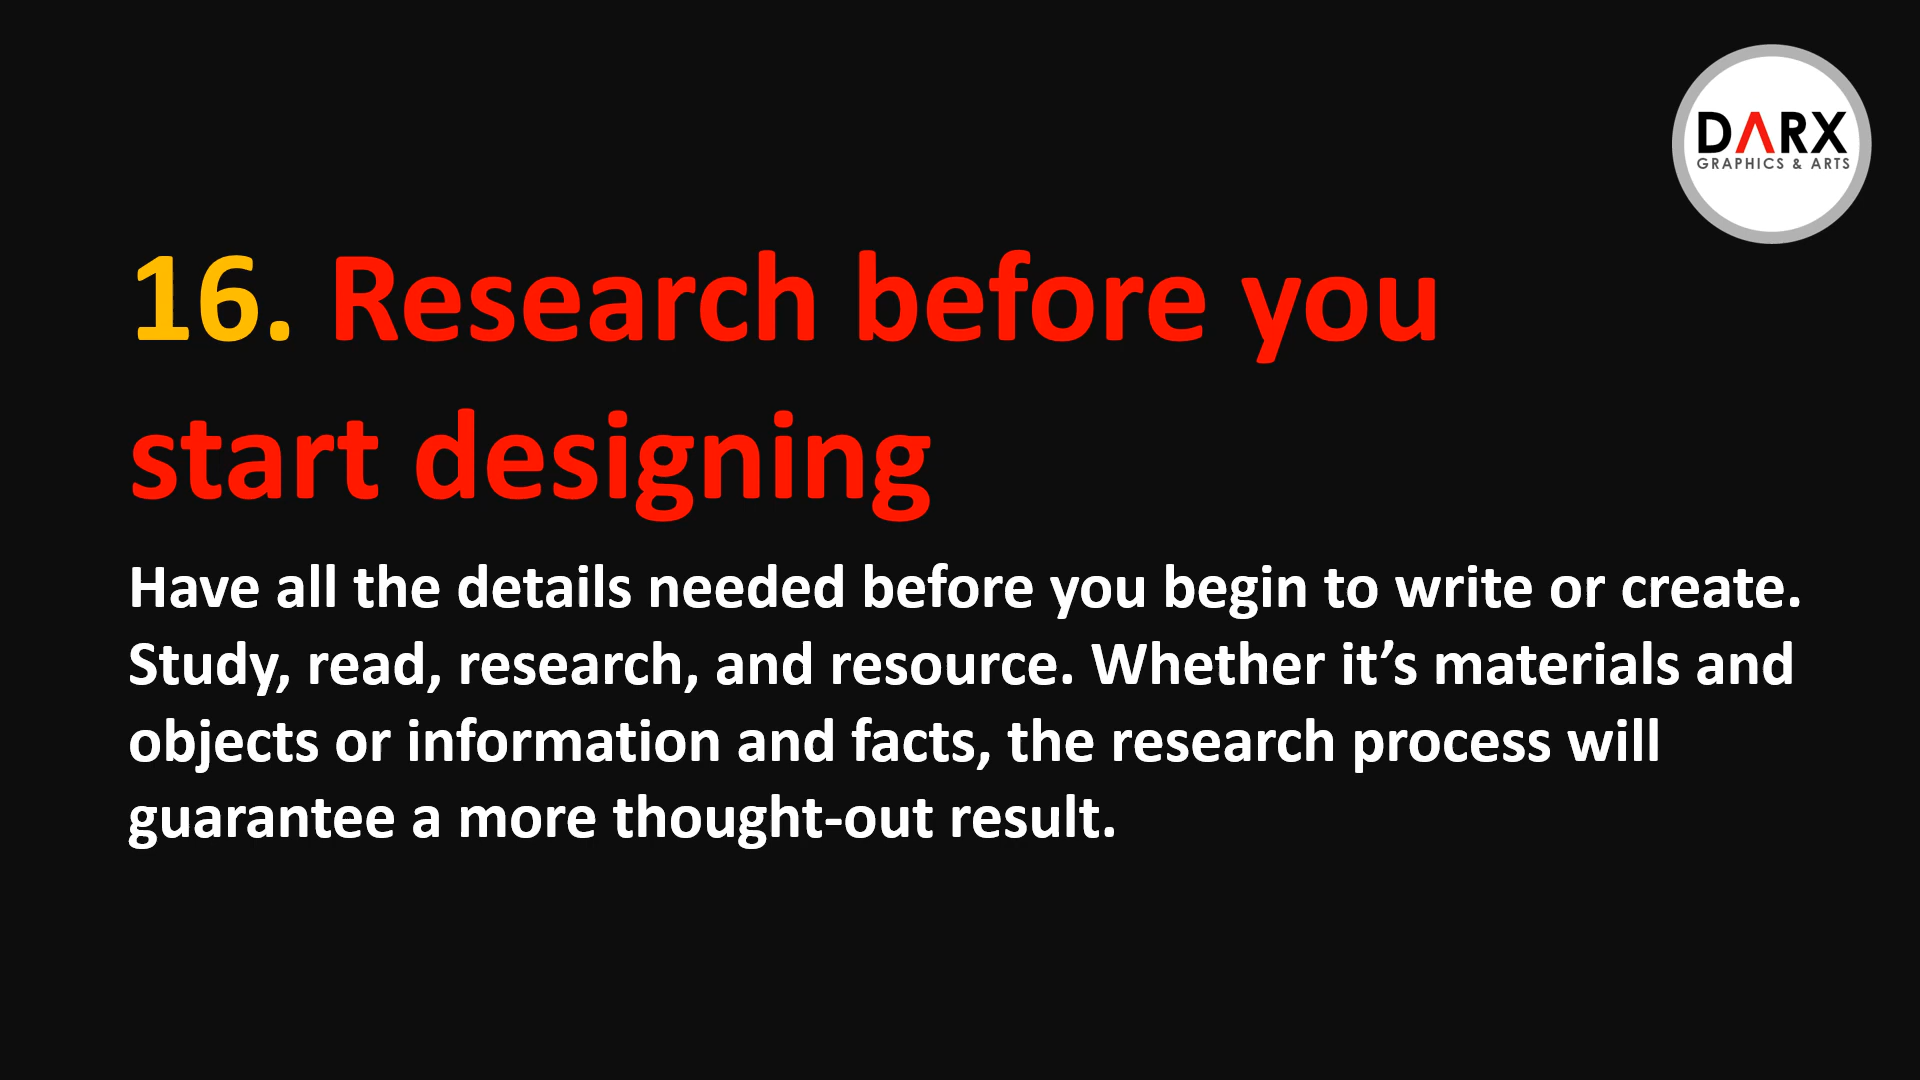 DARX
GRAPHICS & ARTS
16. Research before you
start designing
Have all the details needed before you begin to write or create.
Study, read, research, and resource. Whether it’s materials and
objects or information and facts, the research process will
guarantee a more thought-out result.